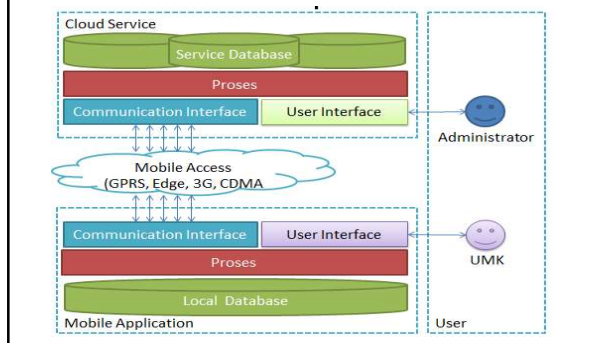 Cloud Service
Service Database
Proses
Communication Interface
User Interface
Administrator
Mobile Access
(GPRS, Edge, 3G, CDMA
Communication Interface
User Interface
UMK
Proses
Local Database
Mobile Application
User